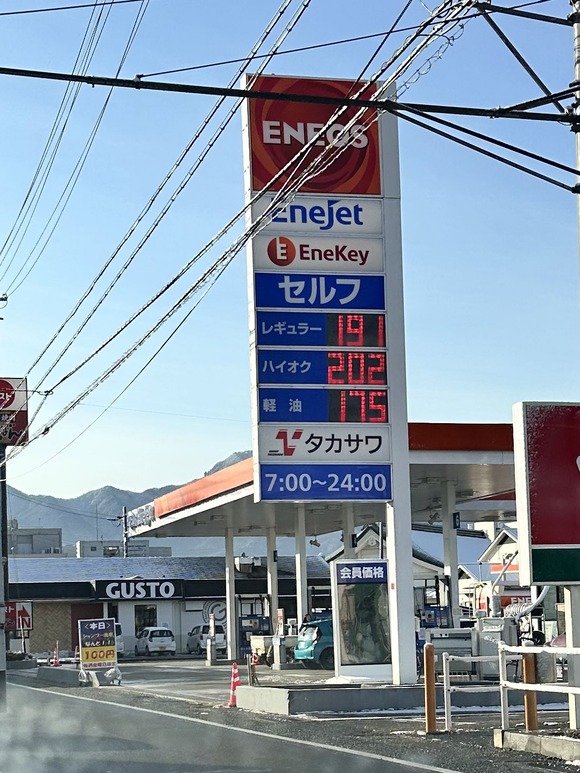 ENEOS
EneJet
E EneKey
セルフ
レギュラー 191
ハイオク 202
軽油 175
タカサワ
7:00～24:00
会員価格
GUSTO
<本日>
100円